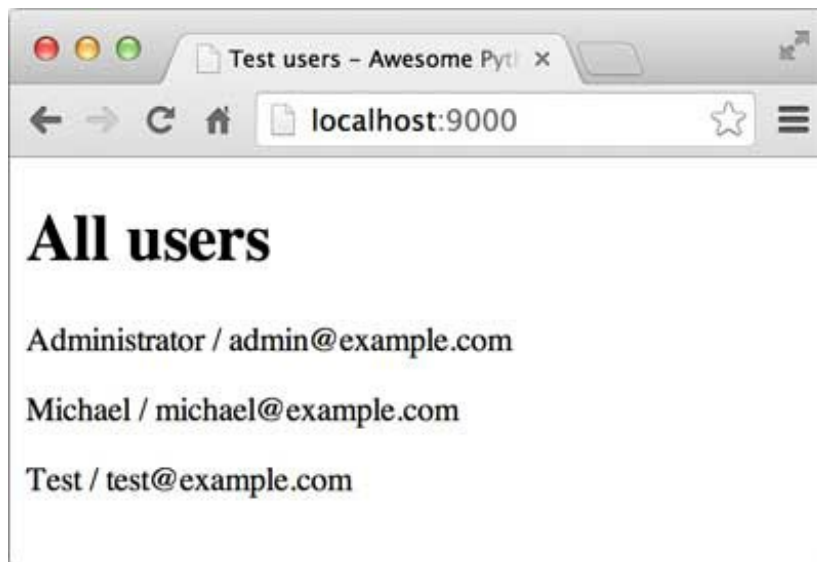 Test users – Awesome Pyt
localhost:9000
All users
Administrator / admin@example.com
Michael / michael@example.com
Test / test@example.com